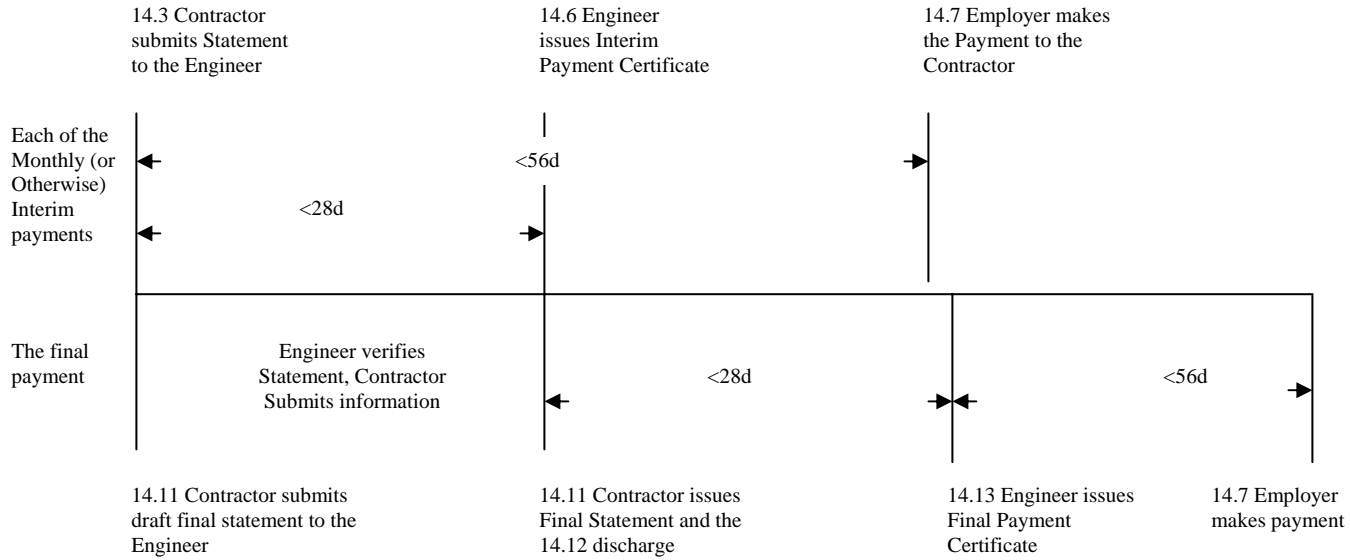 14.3 Contractor
submits Statement
to the Engineer
14.6 Engineer
issues Interim
Payment Certificate
14.7 Employer makes
the Payment to the
Contractor
Each of the
Monthly (or
Otherwise)
Interim
payments
<56d
<28d
The final
payment
Engineer verifies
Statement, Contractor
Submits information
<28d
<56d
14.11 Contractor submits
draft final statement to the
Engineer
14.11 Contractor issues
Final Statement and the
14.12 discharge
14.13 Engineer issues
Final Payment
Certificate
14.7 Employer
makes payment